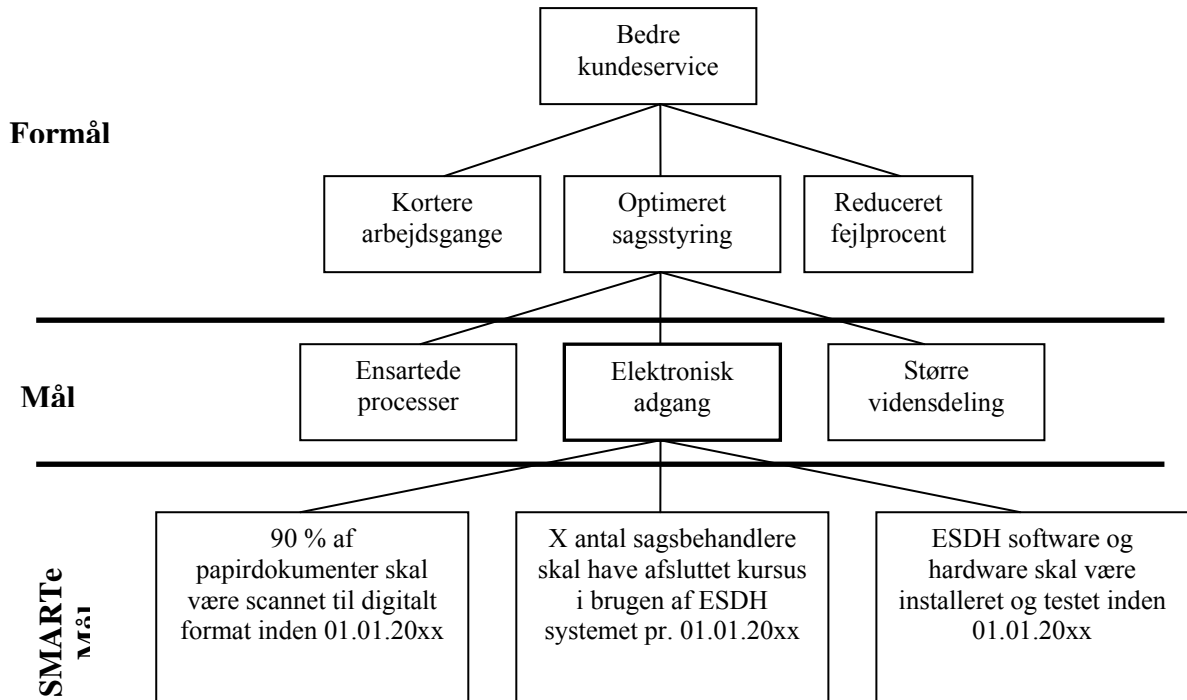 Bedre
kundeservice
Formål
Kortere
arbejdsgange
Optimeret
sagsstyring
Reduceret
fejlprocent
Mål
Ensartede
processer
Elektronisk
adgang
Større
vidensdeling
SMARTe
Mål
90 % af
papirdokumenter skal
være scannet til digitalt
format inden 01.01.20xx
X antal sagsbehandlere
skal have afsluttet kursus
i brugen af ESDH
systemet pr. 01.01.20xx
ESDH software og
hardware skal være
installeret og testet inden
01.01.20xx